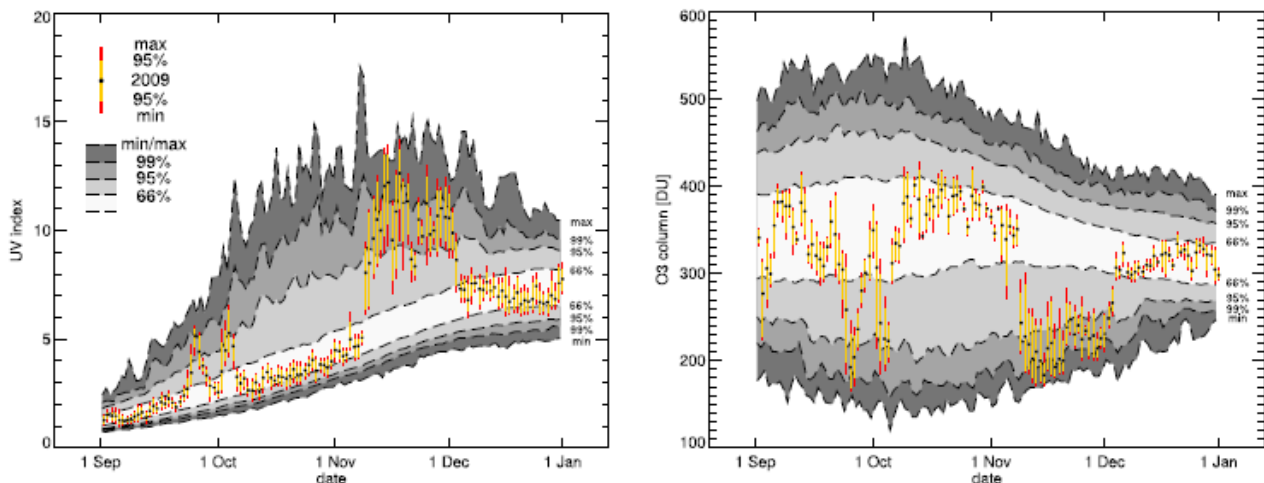 20
15
10
5
0
UV index
max
95%
2009
95%
min
min/max
99%
95%
66%
max
99%
95%
66%
66%
95%
99%
min
1 Sep
1 Oct
1 Nov
1 Dec
1 Jan
date
600
500
400
300
200
100
O3 column [DU]
max
99%
95%
66%
66%
95%
99%
min
1 Sep
1 Oct
1 Nov
1 Dec
1 Jan
date